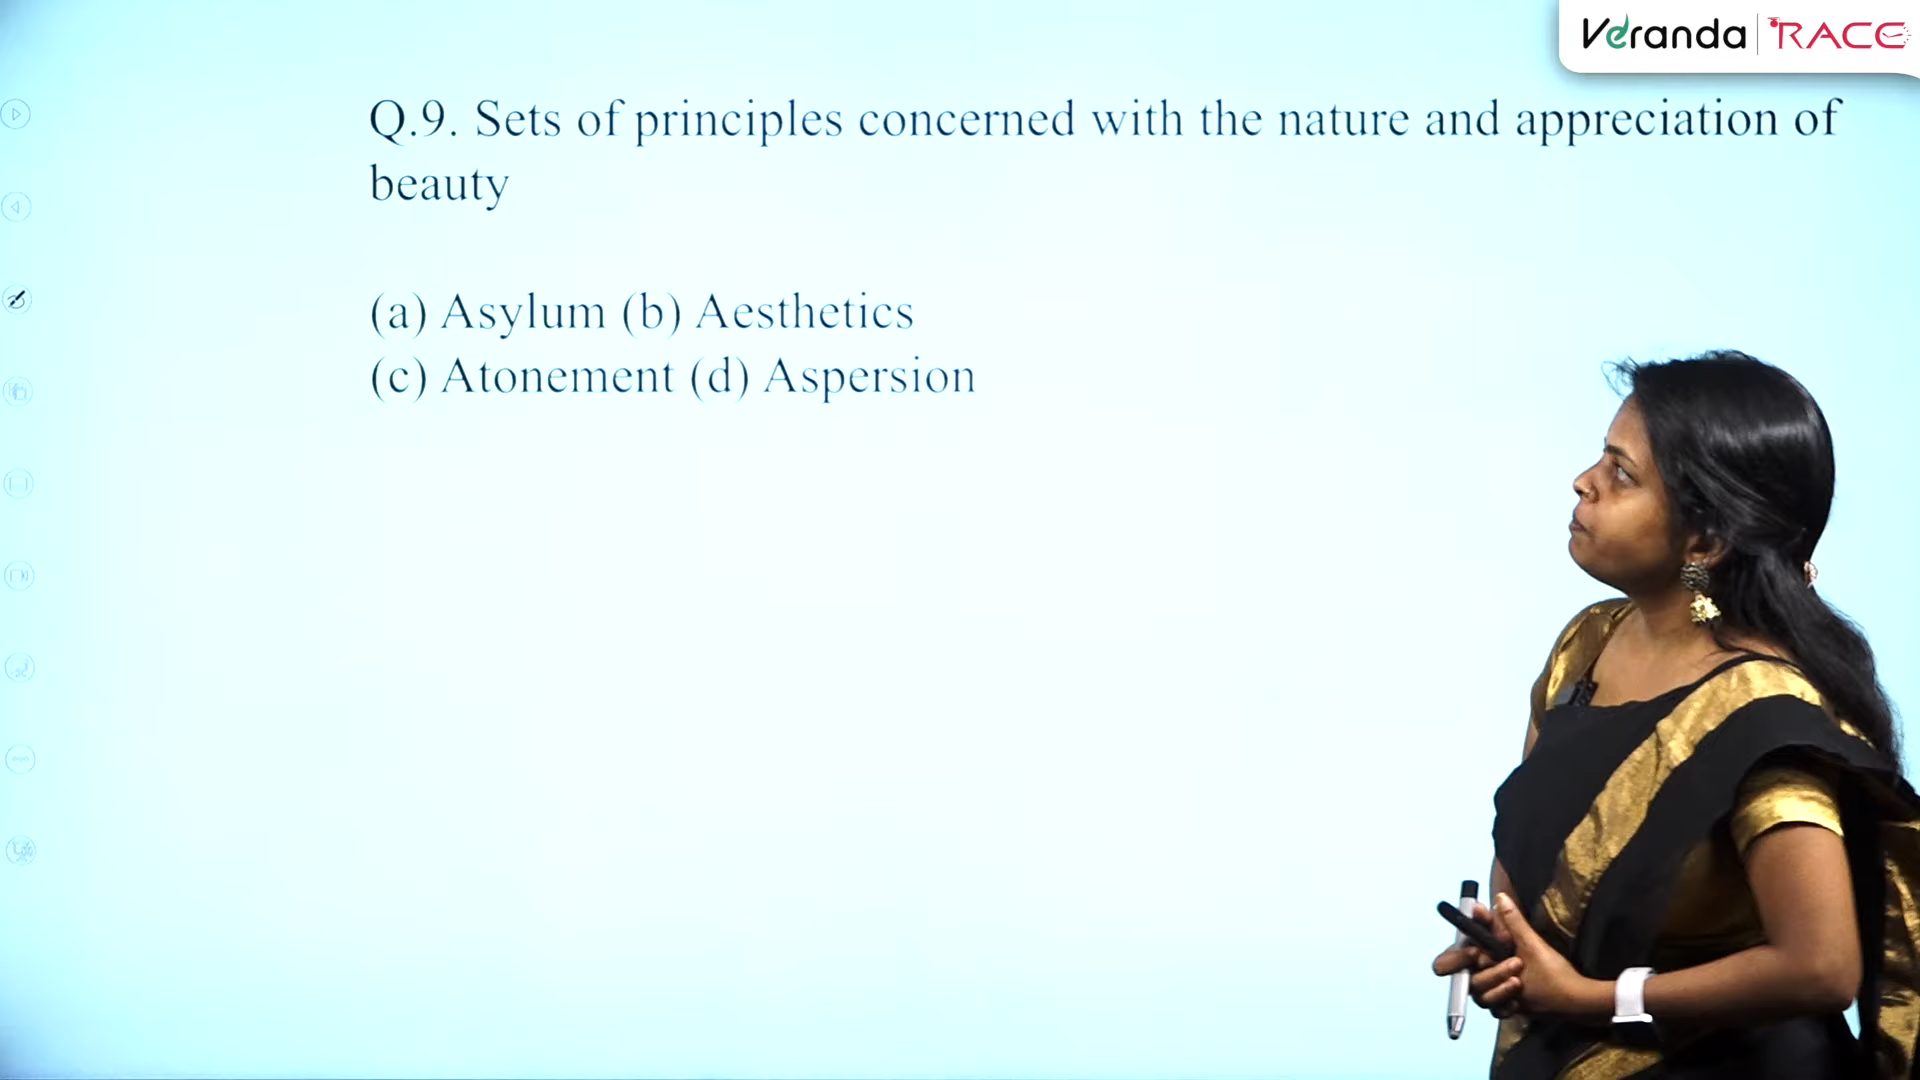 Veranda RACE
Q.9. Sets of principles concerned with the nature and appreciation of
beauty
(a) Asylum (b) Aesthetics
(c) Atonement (d) Aspersion